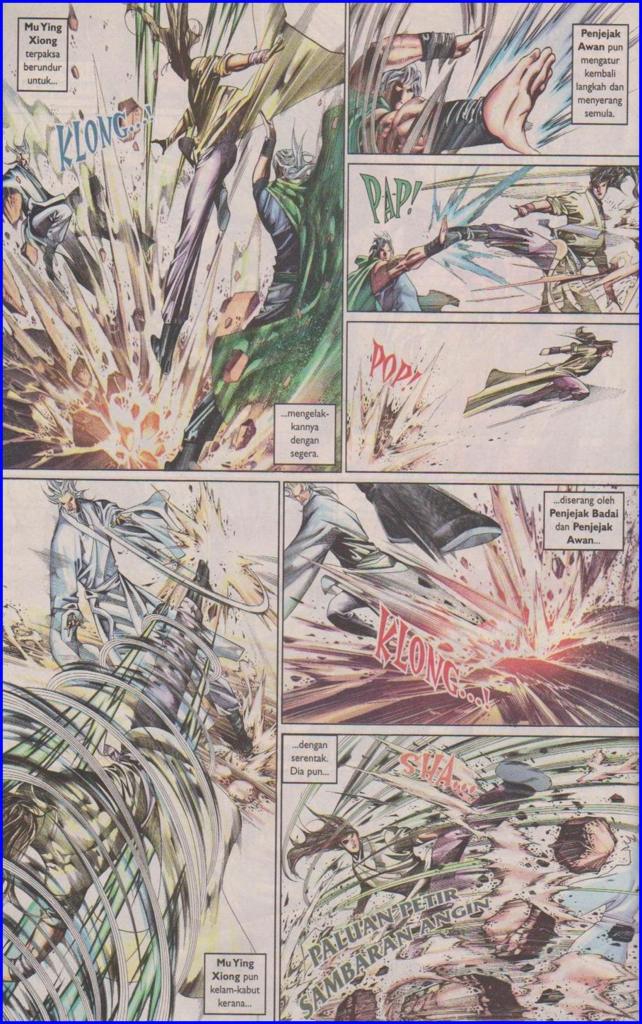 Mu Ying
Xiong
terpaksa
berundur
untuk...
KLONG...!
...mengelak-
kannya
dengan
segera.
Penjejak
Awan pun
mengatur
kembali
langkah dan
menyerang
semula.
PAP!
POP!
Mu Ying
Xiong pun
kelam-kabut
kerana...
...diserang oleh
Penjejak Badai
dan Penjejak
Awan...
KLONG...!
...dengan
serentak.
Dia pun...
SHA...
PALUAN PETIR
SAMBARAN ANGIN